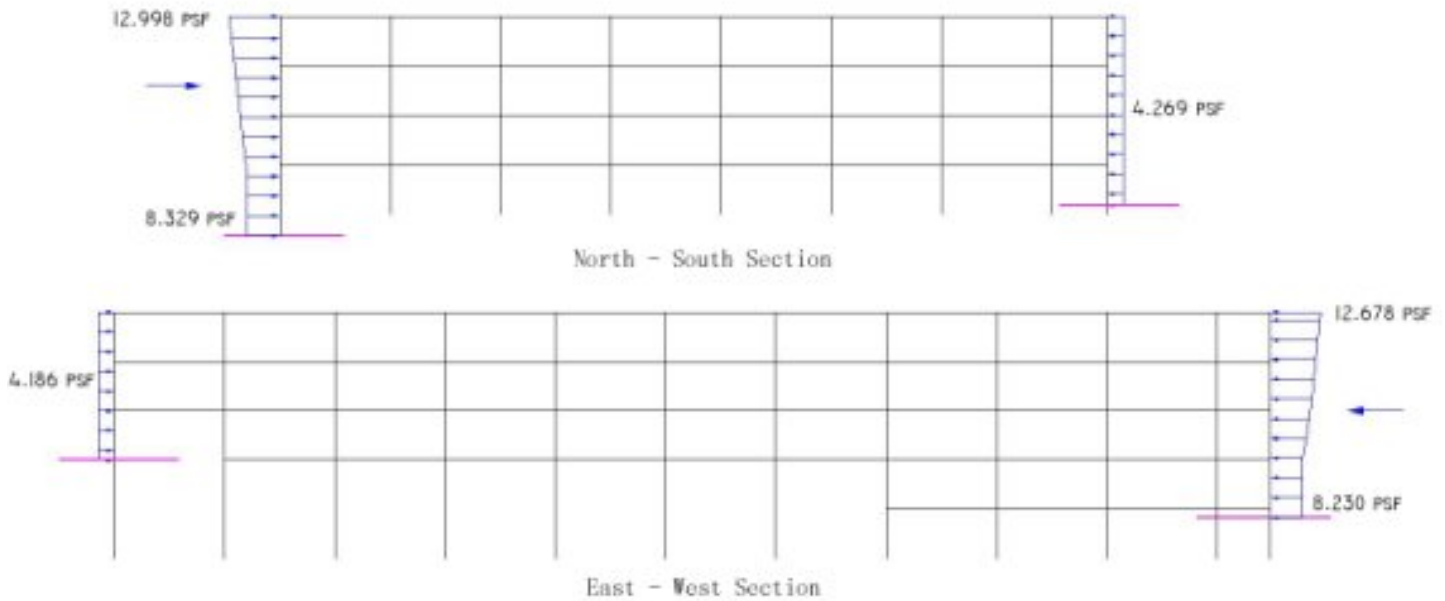 12.998 PSF
4.269 PSF
8.329 PSF
North - South Section
12.678 PSF
4.186 PSF
8.230 PSF
East - West Section